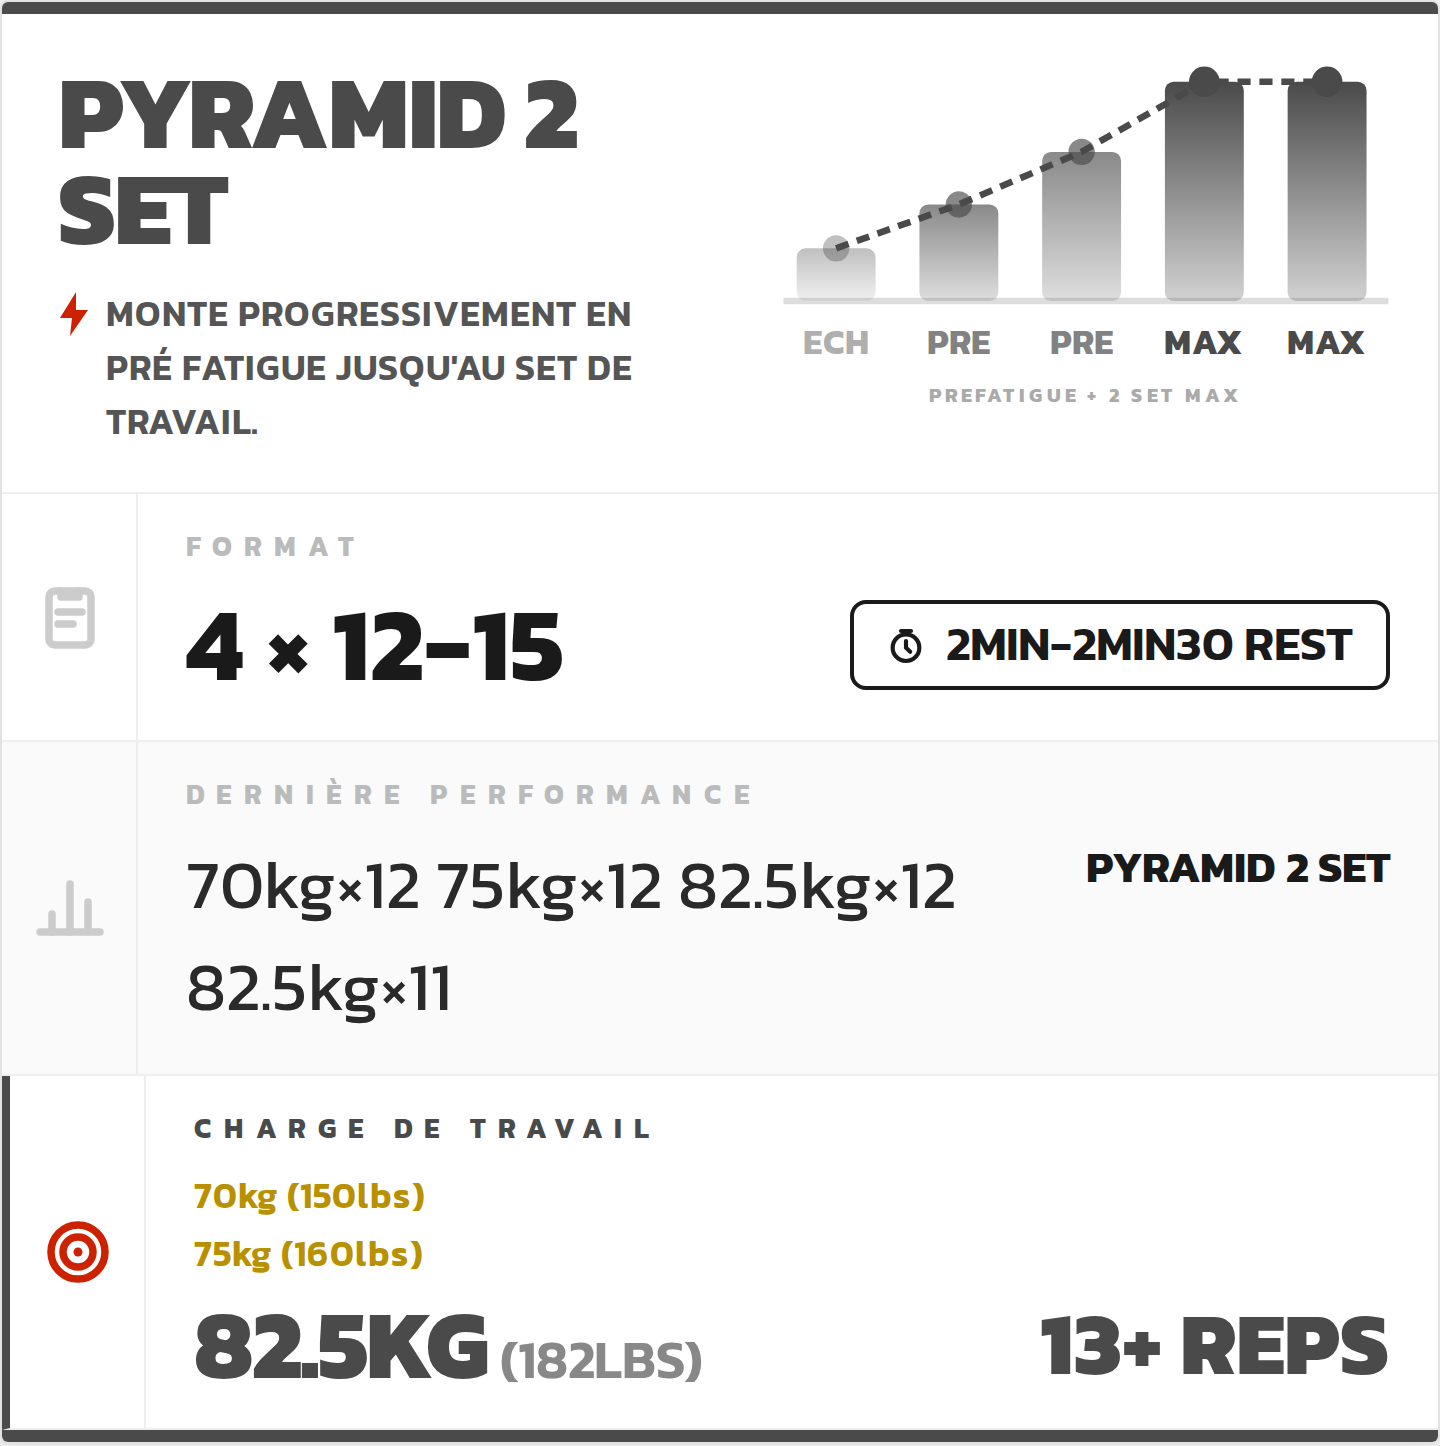 PYRAMID 2
SET
MONTE PROGRESSIVEMENT EN
PRÉ FATIGUE JUSQU'AU SET DE
TRAVAIL.
ECH PRE PRE MAX MAX
PREFATIGUE + 2 SET MAX
FORMAT
4 × 12–15
2MIN–2MIN30 REST
DERNIÈRE PERFORMANCE
70kg×12 75kg×12 82.5kg×12
82.5kg×11
PYRAMID 2 SET
CHARGE DE TRAVAIL
70kg (150lbs)
75kg (160lbs)
82.5KG (182LBS)
13+ REPS